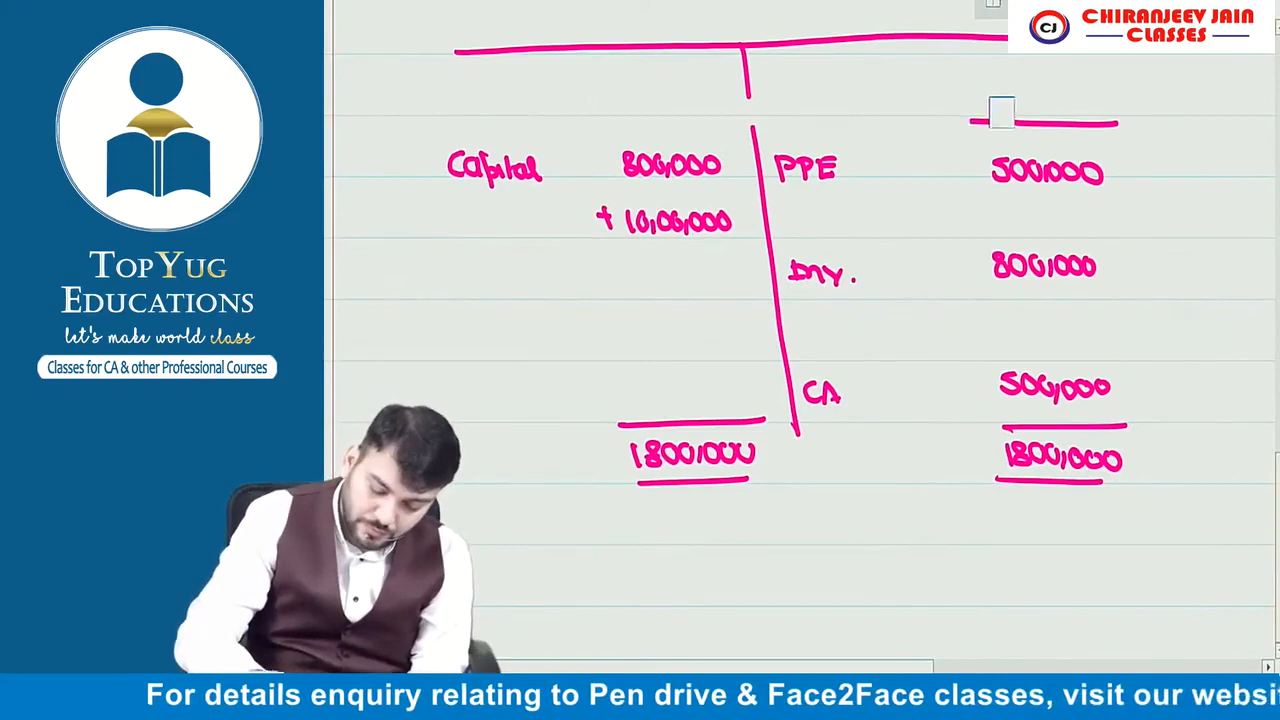 CHIRANJEEV JAIN
CJ
CLASSES
TOPYUG
EDUCATIONS
let's make world class
Classes for CA & other Professional Courses
Capital 800,000 PPE 500,000
+ 10,00,000
Inv. 800,000
CA 500,000
1800,000 1800,000
For details enquiry relating to Pen drive & Face2Face classes, visit our websi